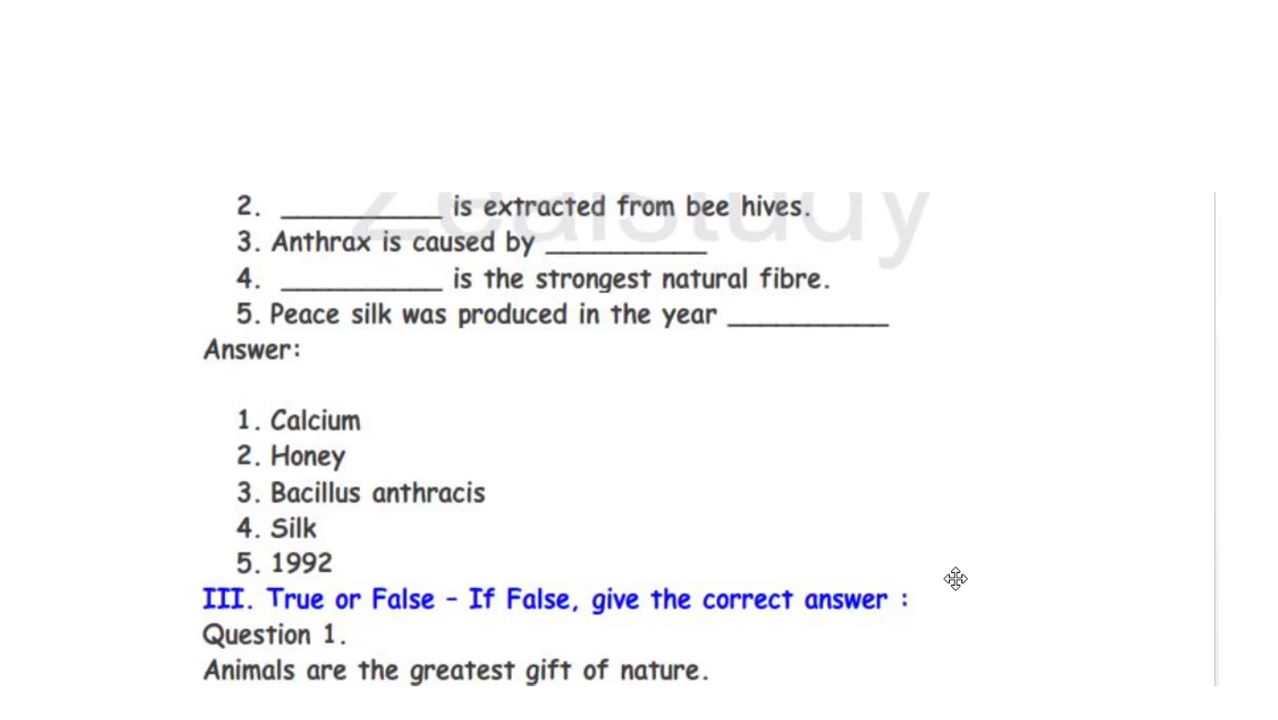 Zealstudy
2. __________ is extracted from bee hives.
3. Anthrax is caused by __________
4. __________ is the strongest natural fibre.
5. Peace silk was produced in the year __________
Answer:
1. Calcium
2. Honey
3. Bacillus anthracis
4. Silk
5. 1992
III. True or False - If False, give the correct answer :
Question 1.
Animals are the greatest gift of nature.